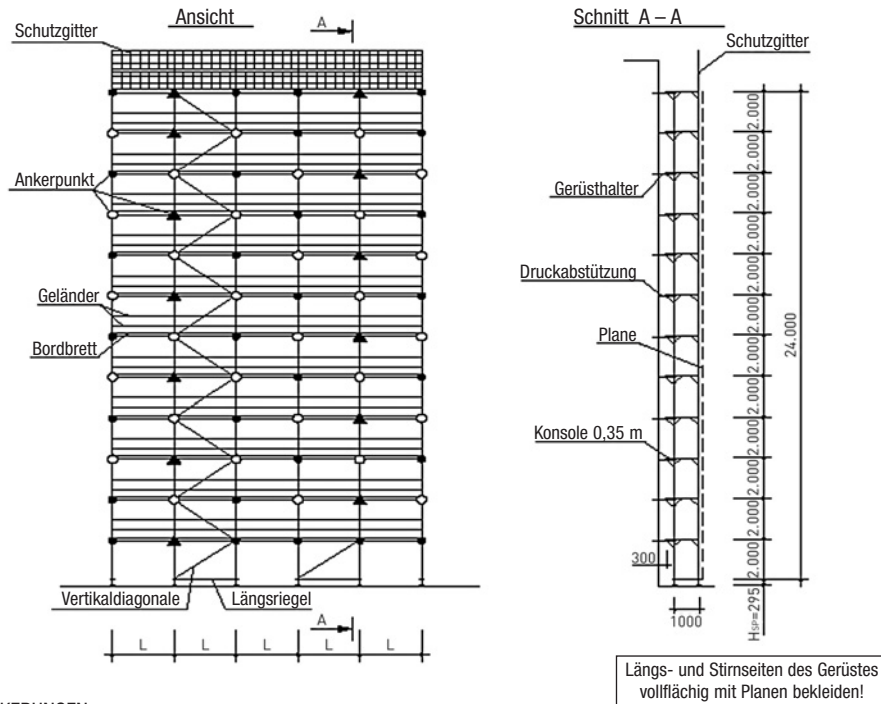 Ansicht
A
Schutzgitter
Ankerpunkt
Geländer
Bordbrett
Vertikaldiagonale
Längsriegel
A
L
L
L
L
L
Schnitt A – A
Schutzgitter
Gerüsthalter
Druckabstützung
Plane
Konsole 0,35 m
300
1000
2.000
2.000
2.000
2.000
2.000
2.000
2.000
2.000
2.000
2.000
2.000
2.000
24.000
HSP=295
Längs- und Stirnseiten des Gerüstes
vollflächig mit Planen bekleiden!